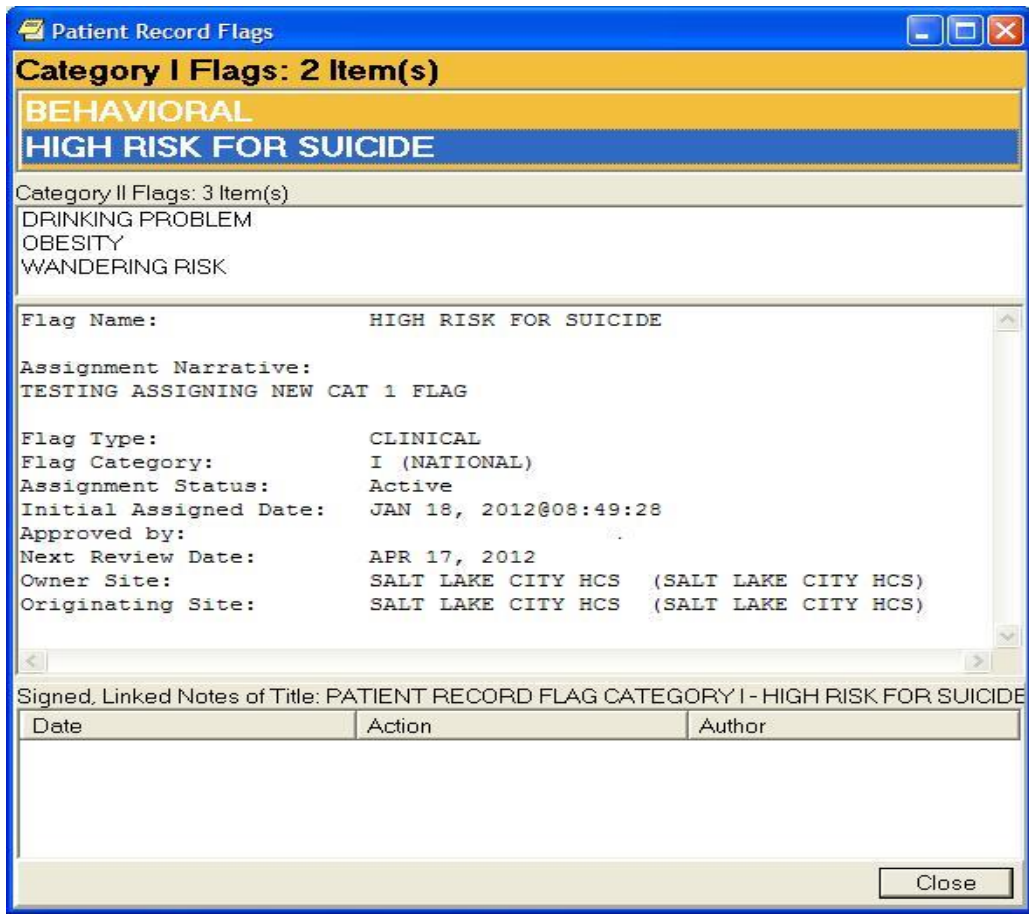 Patient Record Flags
Category I Flags: 2 Item(s)
BEHAVIORAL
HIGH RISK FOR SUICIDE
Category II Flags: 3 Item(s)
DRINKING PROBLEM
OBESITY
WANDERING RISK
Flag Name: HIGH RISK FOR SUICIDE
Assignment Narrative:
TESTING ASSIGNING NEW CAT 1 FLAG
Flag Type: CLINICAL
Flag Category: I (NATIONAL)
Assignment Status: Active
Initial Assigned Date: JAN 18, 2012@08:49:28
Approved by:
Next Review Date: APR 17, 2012
Owner Site: SALT LAKE CITY HCS (SALT LAKE CITY HCS)
Originating Site: SALT LAKE CITY HCS (SALT LAKE CITY HCS)
Signed, Linked Notes of Title: PATIENT RECORD FLAG CATEGORY I - HIGH RISK FOR SUICIDE
Date Action Author
Close